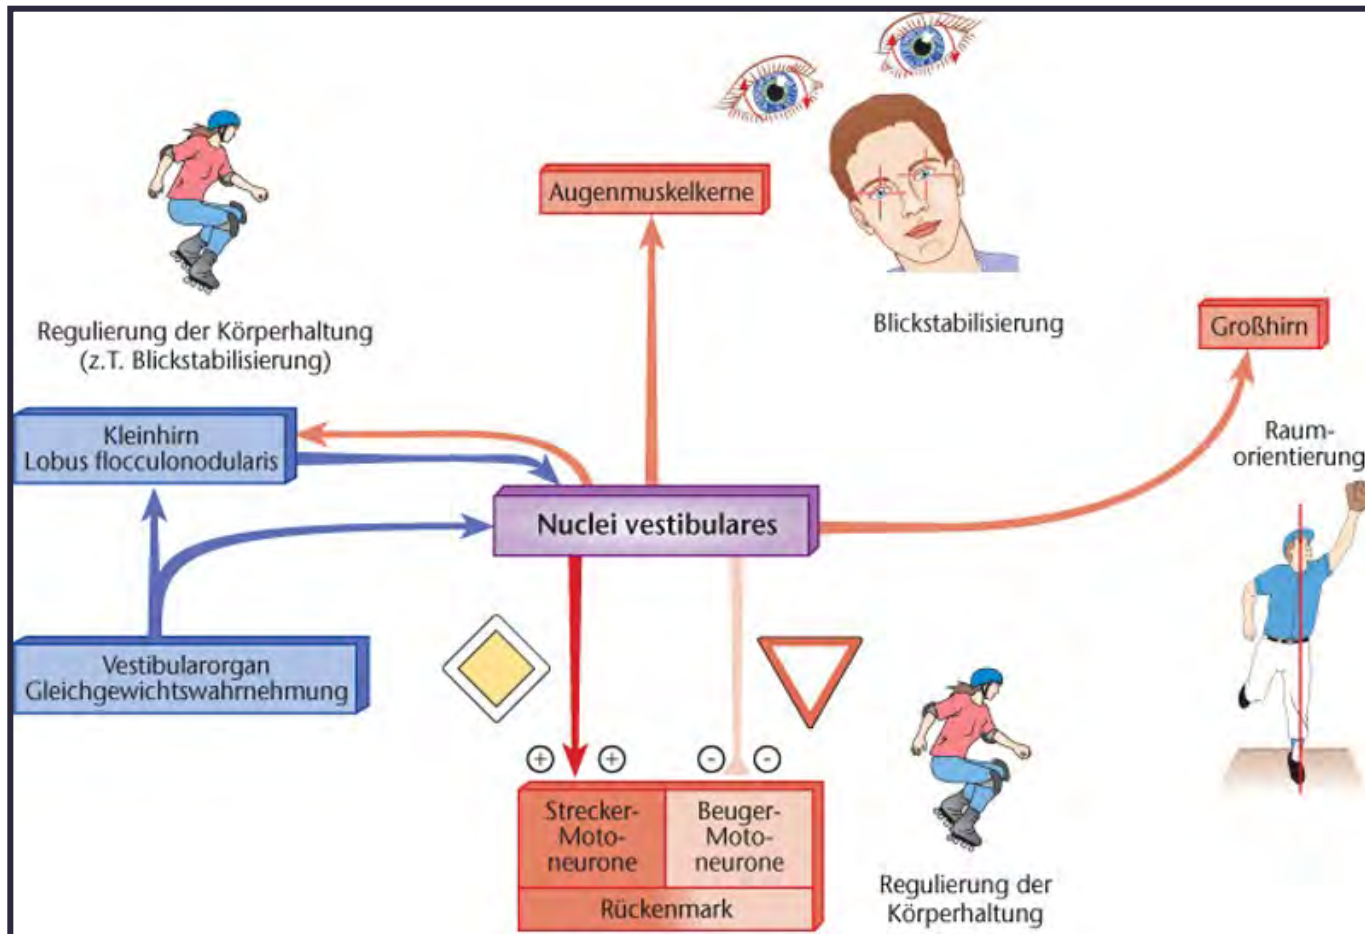 Augenmuskelkerne
Blickstabilisierung
Regulierung der Körperhaltung
(z.T. Blickstabilisierung)
Großhirn
Raum-
orientierung
Kleinhirn
Lobus flocculonodularis
Nuclei vestibulares
Vestibularorgan
Gleichgewichtswahrnehmung
+ +
- -
Strecker-
Moto-
neurone
Beuger-
Moto-
neurone
Rückenmark
Regulierung der
Körperhaltung